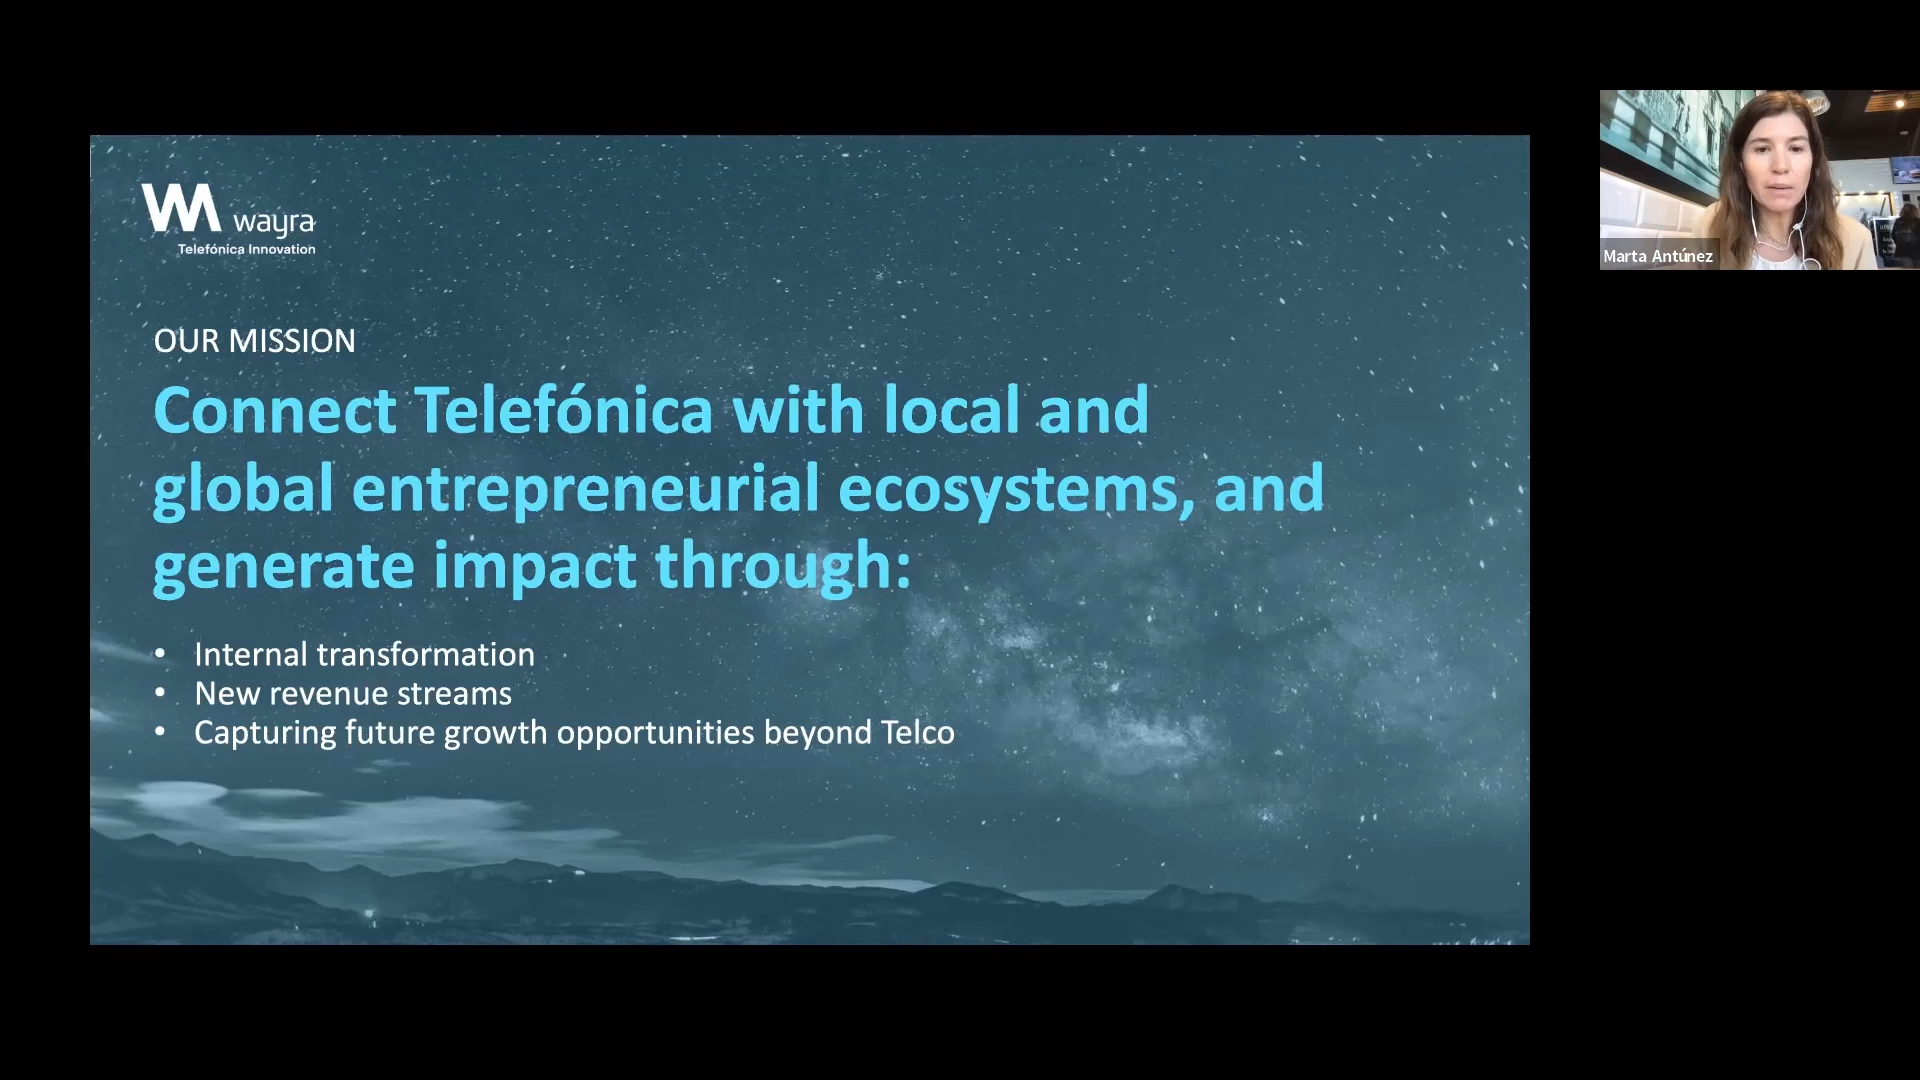 wayra
Telefónica Innovation
OUR MISSION
Connect Telefónica with local and
global entrepreneurial ecosystems, and
generate impact through:
• Internal transformation
• New revenue streams
• Capturing future growth opportunities beyond Telco
Marta Antúnez